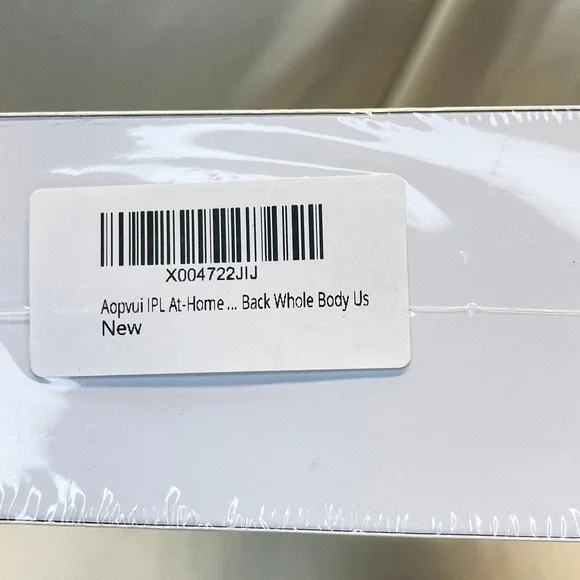 X004722JIJ
Aopvui IPL At-Home ... Back Whole Body Us
New